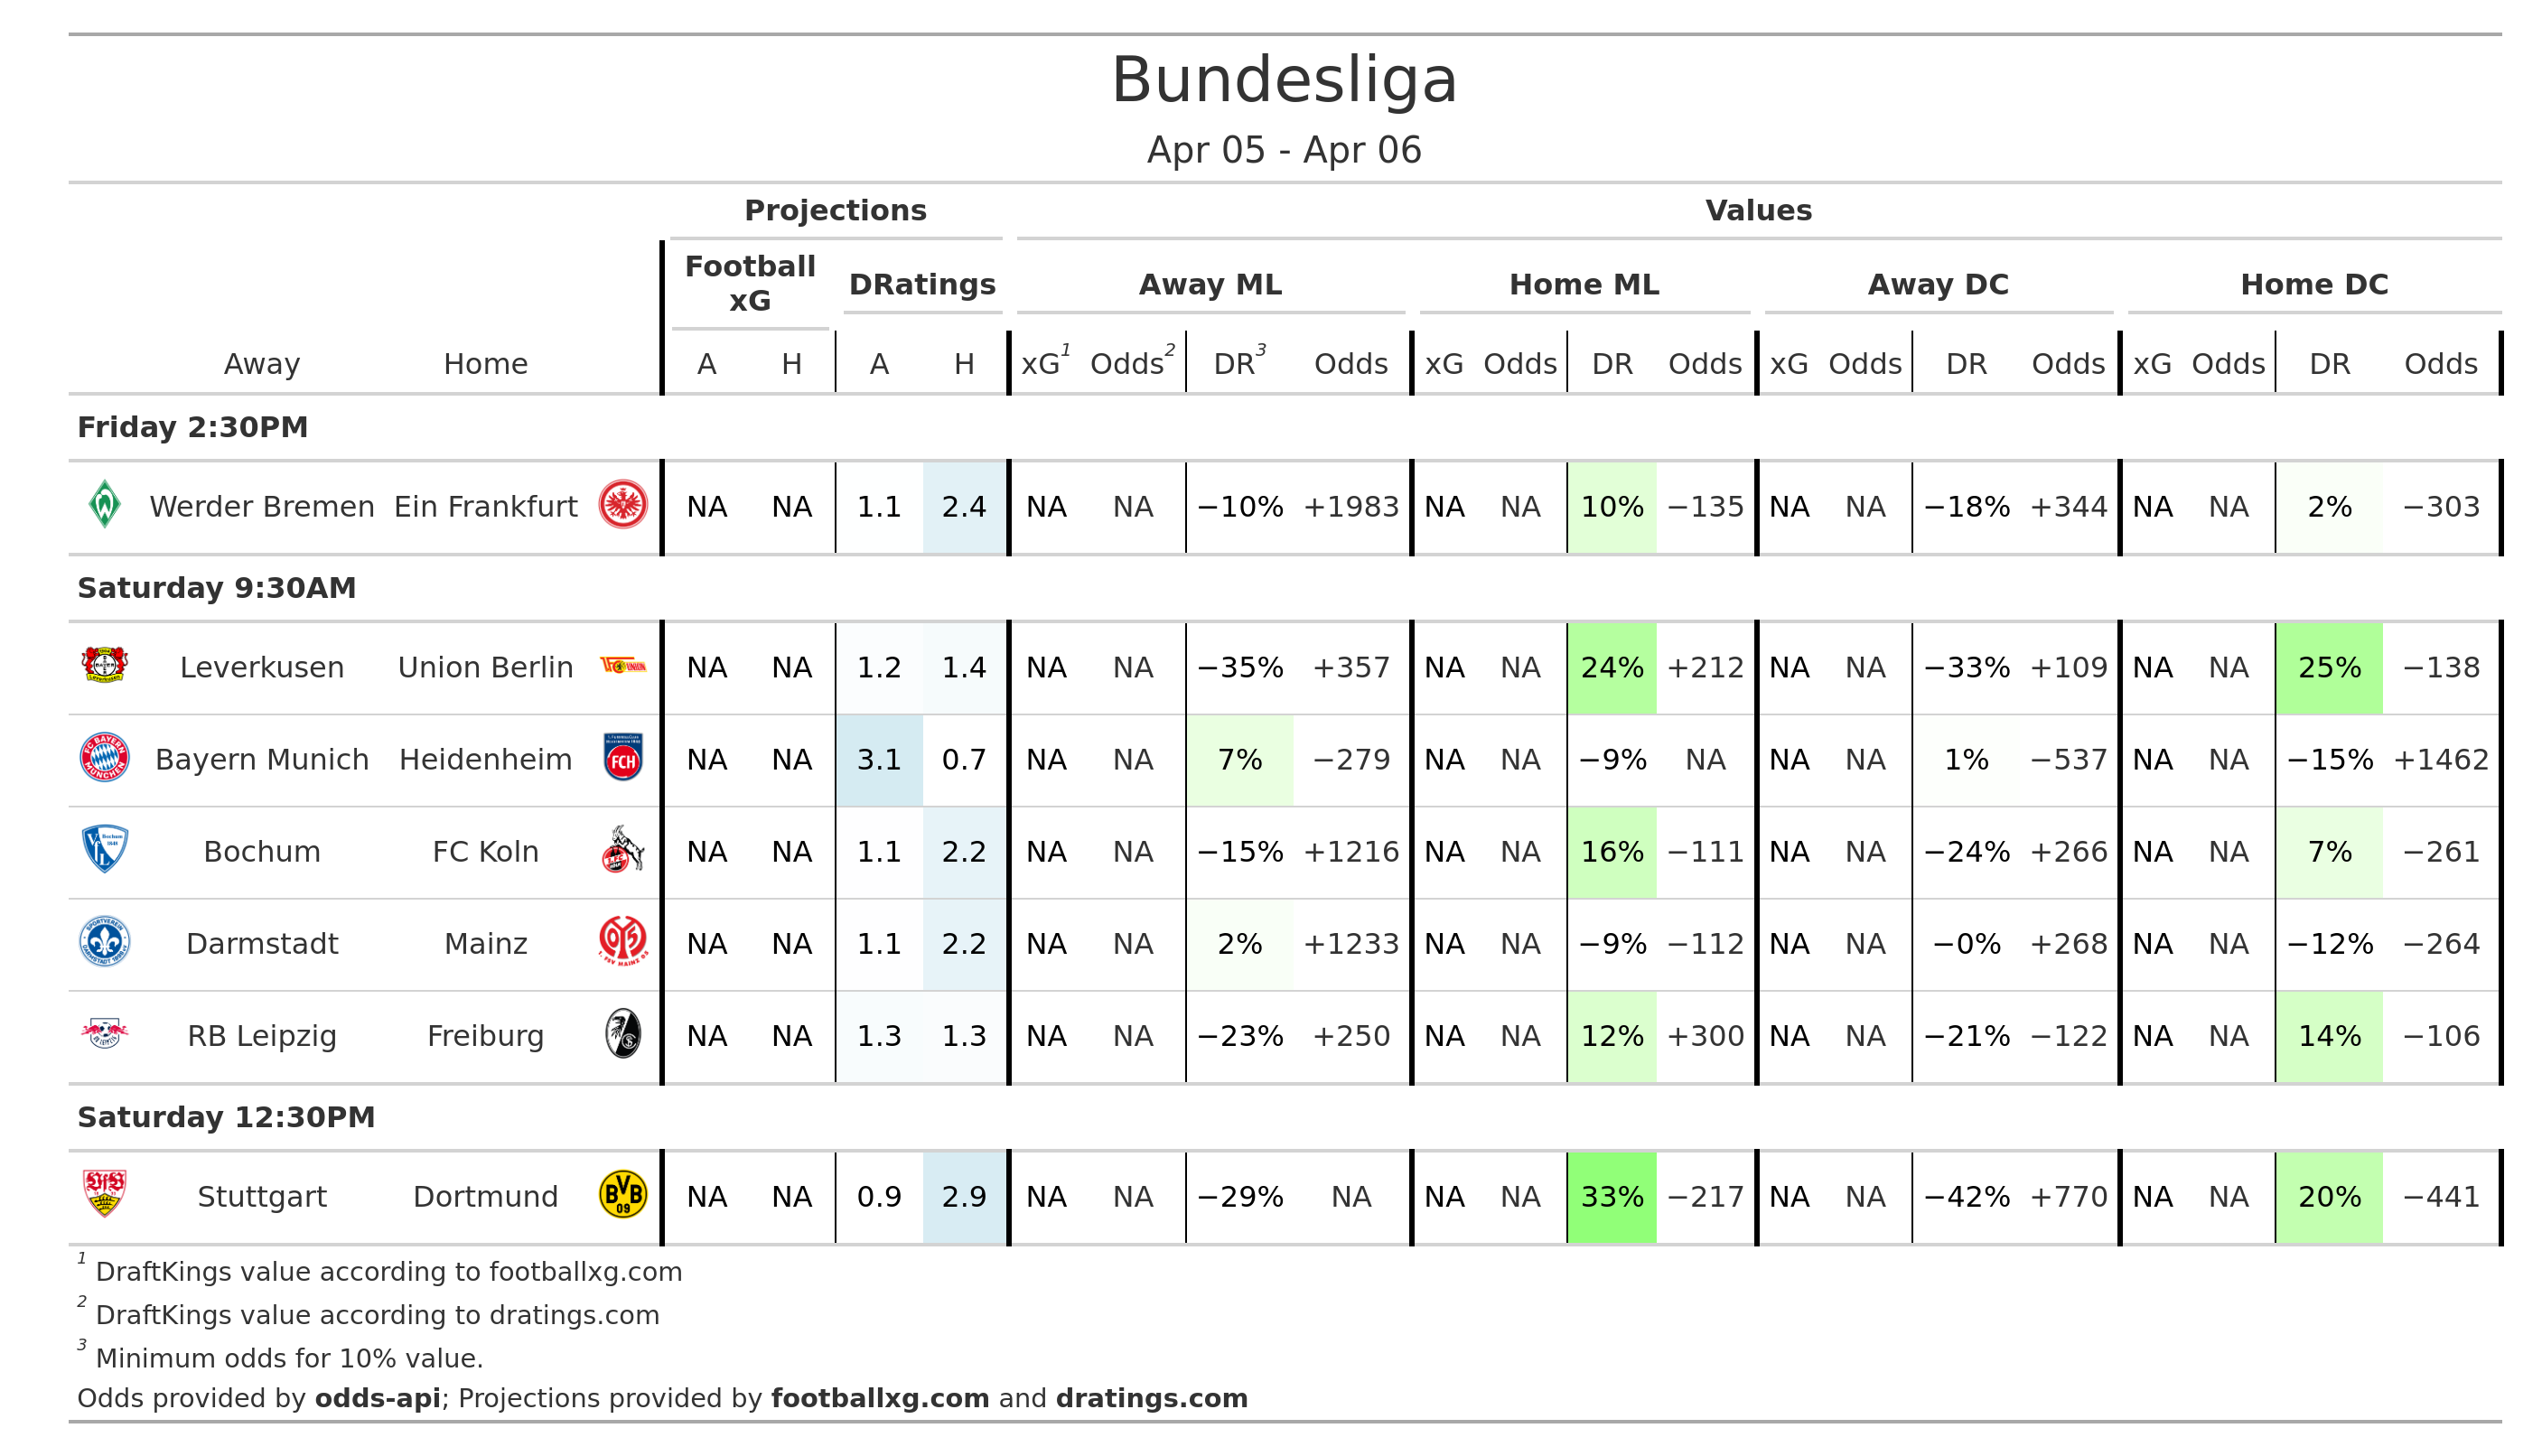 Bundesliga
Apr 05 - Apr 06
Projections Values
Football xG DRatings Away ML Home ML Away DC Home DC
Away Home A H A H xG1 Odds2 DR3 Odds xG Odds DR Odds xG Odds DR Odds xG Odds DR Odds
Friday 2:30PM
Werder Bremen Ein Frankfurt NA NA 1.1 2.4 NA NA −10% +1983 NA NA 10% −135 NA NA −18% +344 NA NA 2% −303
Saturday 9:30AM
Leverkusen Union Berlin NA NA 1.2 1.4 NA NA −35% +357 NA NA 24% +212 NA NA −33% +109 NA NA 25% −138
Bayern Munich Heidenheim FCH NA NA 3.1 0.7 NA NA 7% −279 NA NA −9% NA NA NA 1% −537 NA NA −15% +1462
Bochum FC Koln NA NA 1.1 2.2 NA NA −15% +1216 NA NA 16% −111 NA NA −24% +266 NA NA 7% −261
Darmstadt Mainz NA NA 1.1 2.2 NA NA 2% +1233 NA NA −9% −112 NA NA −0% +268 NA NA −12% −264
RB Leipzig Freiburg NA NA 1.3 1.3 NA NA −23% +250 NA NA 12% +300 NA NA −21% −122 NA NA 14% −106
Saturday 12:30PM
Stuttgart Dortmund BVB 09 NA NA 0.9 2.9 NA NA −29% NA NA NA 33% −217 NA NA −42% +770 NA NA 20% −441
1 DraftKings value according to footballxg.com
2 DraftKings value according to dratings.com
3 Minimum odds for 10% value.
Odds provided by odds-api; Projections provided by footballxg.com and dratings.com